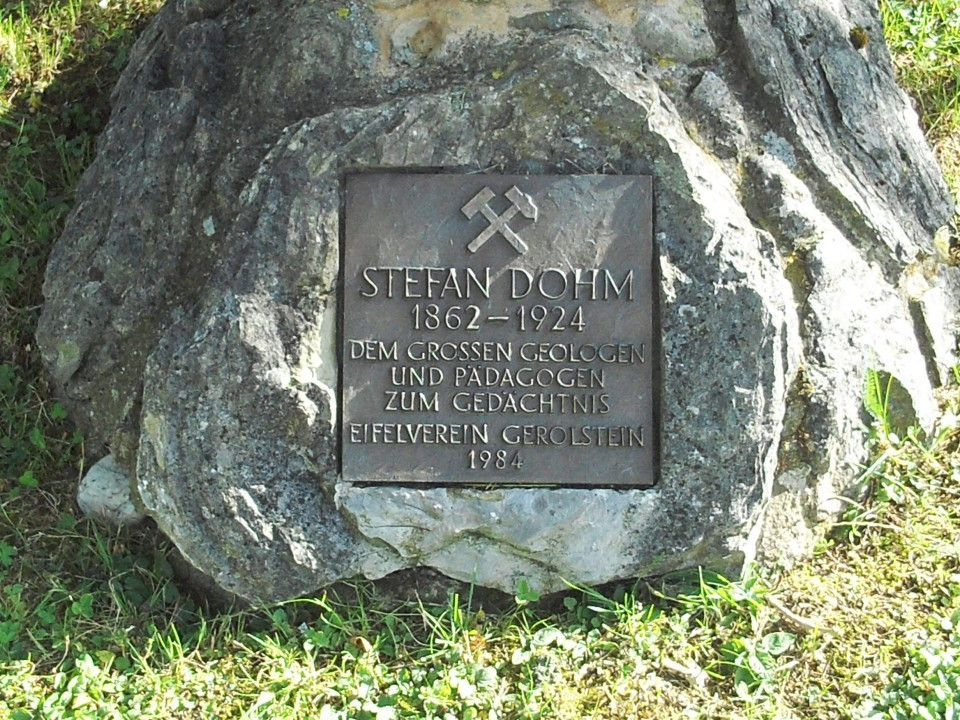 STEFAN DOHM
1862–1924
DEM GROSSEN GEOLOGEN
UND PÄDAGOGEN
ZUM GEDÄCHTNIS
EIFELVEREIN GEROLSTEIN
1984